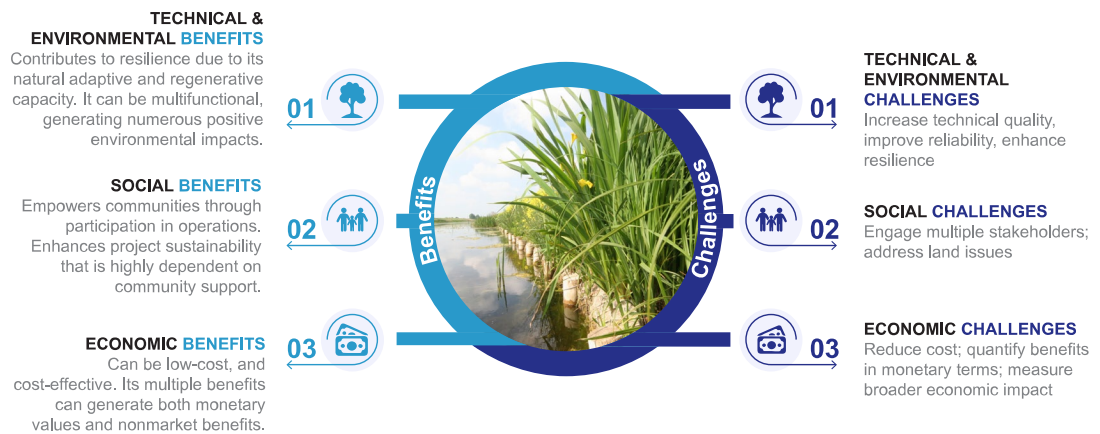 TECHNICAL &
ENVIRONMENTAL BENEFITS
Contributes to resilience due to its
natural adaptive and regenerative
capacity. It can be multifunctional,
generating numerous positive
environmental impacts.
01
SOCIAL BENEFITS
Empowers communities through
participation in operations.
Enhances project sustainability
that is highly dependent on
community support.
02
ECONOMIC BENEFITS
Can be low-cost, and
cost-effective. Its multiple benefits
can generate both monetary
values and nonmarket benefits.
03
Benefits
Challenges
01
TECHNICAL &
ENVIRONMENTAL
CHALLENGES
Increase technical quality,
improve reliability, enhance
resilience
02
SOCIAL CHALLENGES
Engage multiple stakeholders;
address land issues
03
ECONOMIC CHALLENGES
Reduce cost; quantify benefits
in monetary terms; measure
broader economic impact